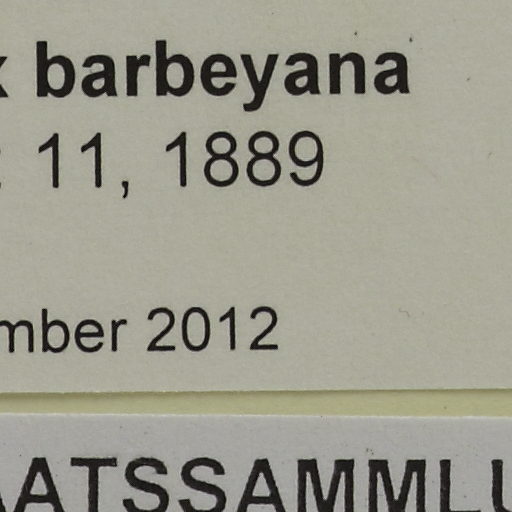 x barbeyana
: 11, 1889
mber 2012
AATSSAMMLU